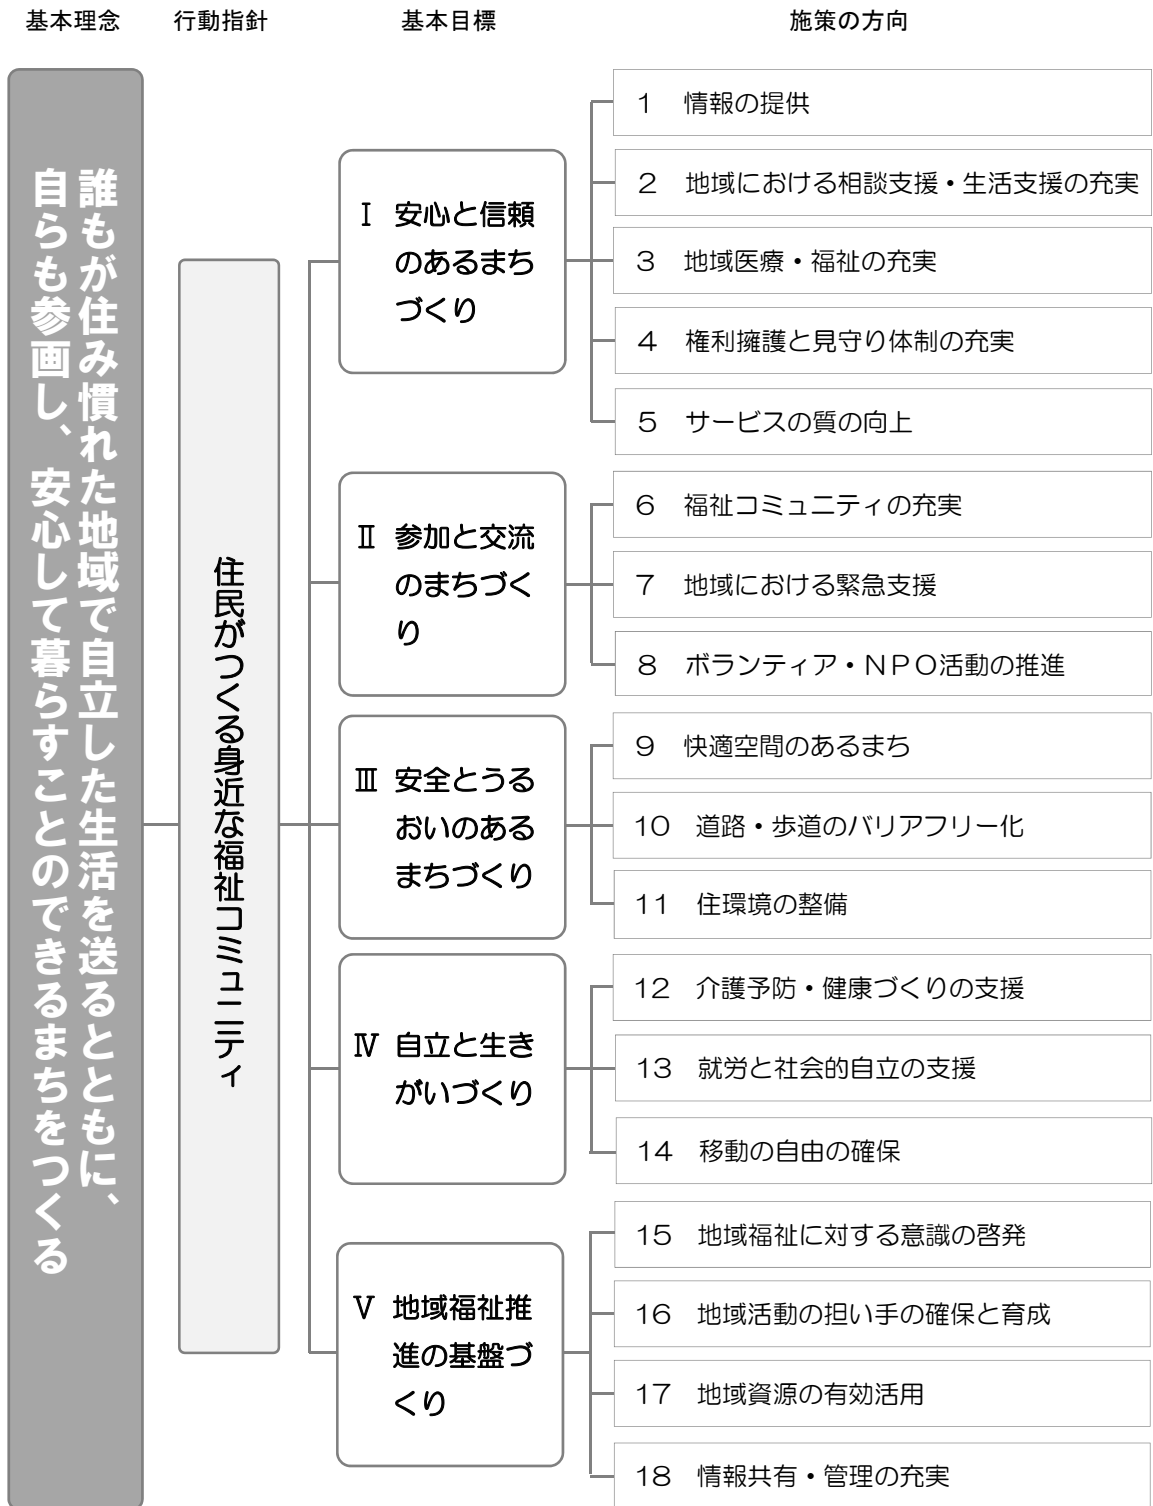 基本理念
行動指針
基本目標
施策の方向
誰もが住み慣れた地域で自立した生活を送るとともに、
自らも参画し、安心して暮らすことのできるまちをつくる
住民がつくる身近な福祉コミュニティ
Ⅰ 安心と信頼
のあるまち
づくり
1 情報の提供
2 地域における相談支援・生活支援の充実
3 地域医療・福祉の充実
4 権利擁護と見守り体制の充実
5 サービスの質の向上
Ⅱ 参加と交流
のまちづく
り
6 福祉コミュニティの充実
7 地域における緊急支援
8 ボランティア・NPO活動の推進
Ⅲ 安全とうる
おいのある
まちづくり
9 快適空間のあるまち
10 道路・歩道のバリアフリー化
11 住環境の整備
Ⅳ 自立と生き
がいづくり
12 介護予防・健康づくりの支援
13 就労と社会的自立の支援
14 移動の自由の確保
Ⅴ 地域福祉推
進の基盤づ
くり
15 地域福祉に対する意識の啓発
16 地域活動の担い手の確保と育成
17 地域資源の有効活用
18 情報共有・管理の充実